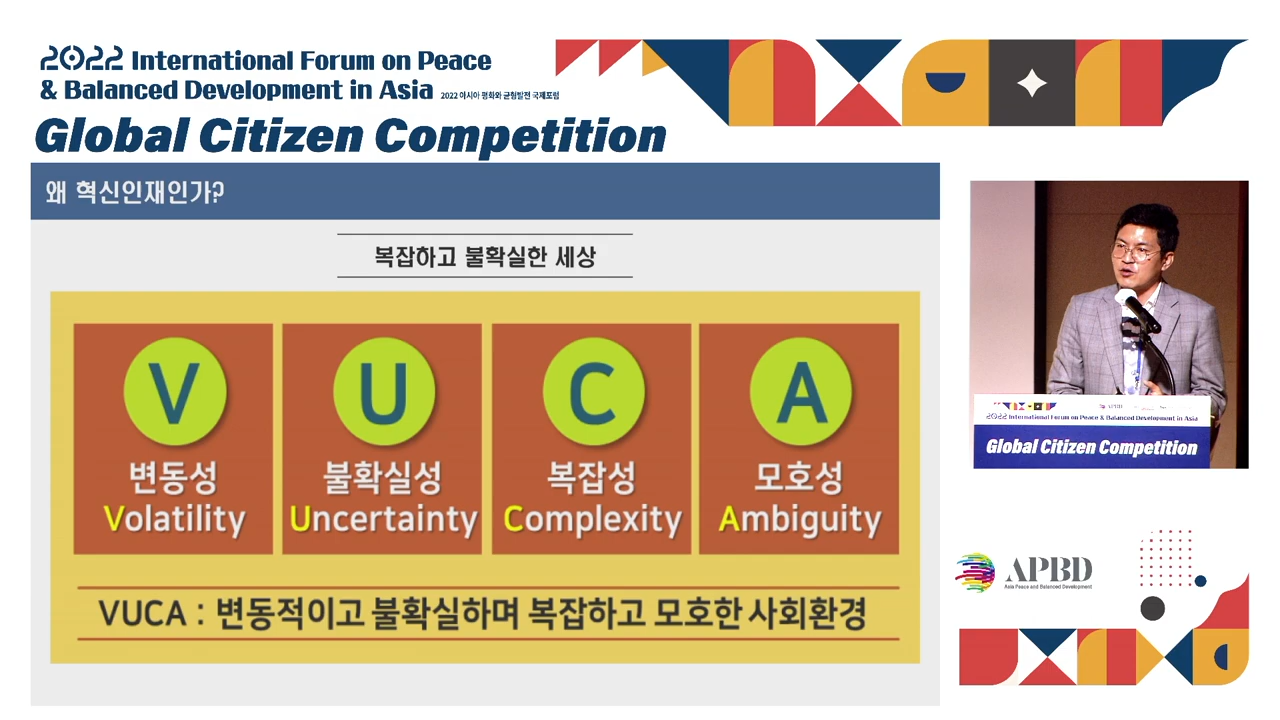 2022 International Forum on Peace
& Balanced Development in Asia 2022 아시아 평화와 균형발전 국제포럼
Global Citizen Competition
왜 혁신인재인가?
복잡하고 불확실한 세상
V
변동성
Volatility
U
불확실성
Uncertainty
C
복잡성
Complexity
A
모호성
Ambiguity
VUCA : 변동적이고 불확실하며 복잡하고 모호한 사회환경
2022 International Forum on Peace & Balanced Development in Asia
Global Citizen Competition
APBD
Asia Peace and Balanced Development